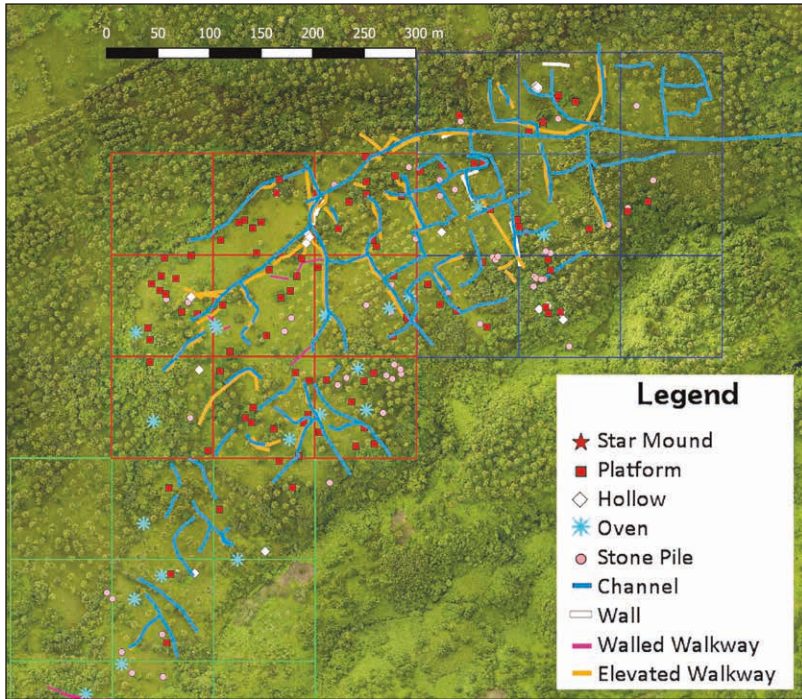 0 50 100 150 200 300 m
Legend
Star Mound
Platform
Hollow
Oven
Stone Pile
Channel
Wall
Walled Walkway
Elevated Walkway